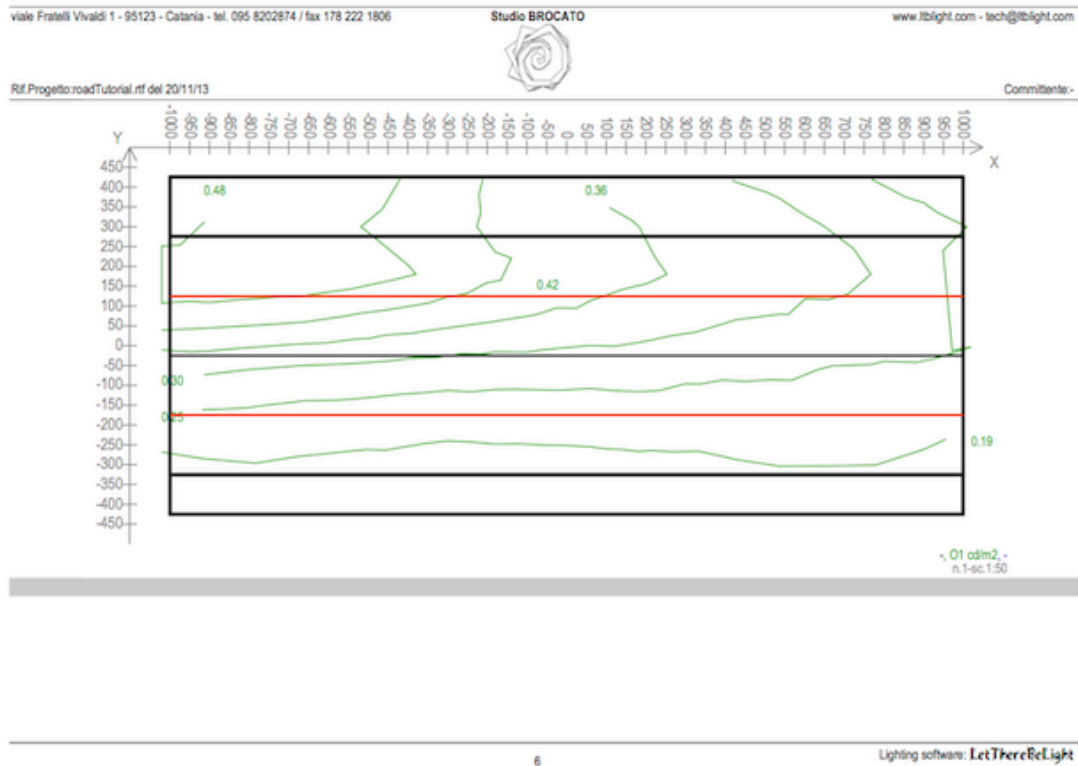 viale Fratelli Vivaldi 1 - 95123 - Catania - tel. 095 8202874 / fax 178 222 1806
Studio BROCATO
www.ltblight.com - tech@ltblight.com
Rif.Progetto:roadTutorial.rtf del 20/11/13
Committente:-
-1000 -950 -900 -850 -800 -750 -700 -650 -600 -550 -500 -450 -400 -350 -300 -250 -200 -150 -100 -50 0 50 100 150 200 250 300 350 400 450 500 550 600 650 700 750 800 850 900 950 1000
Y
X
450
400
350
300
250
200
150
100
50
0
-50
-100
-150
-200
-250
-300
-350
-400
-450
0.48
0.36
0.42
0.30
0.25
0.19
-, O1 cd/m2, -
n.1-sc.1:50
6
Lighting software: LetThereBeLight